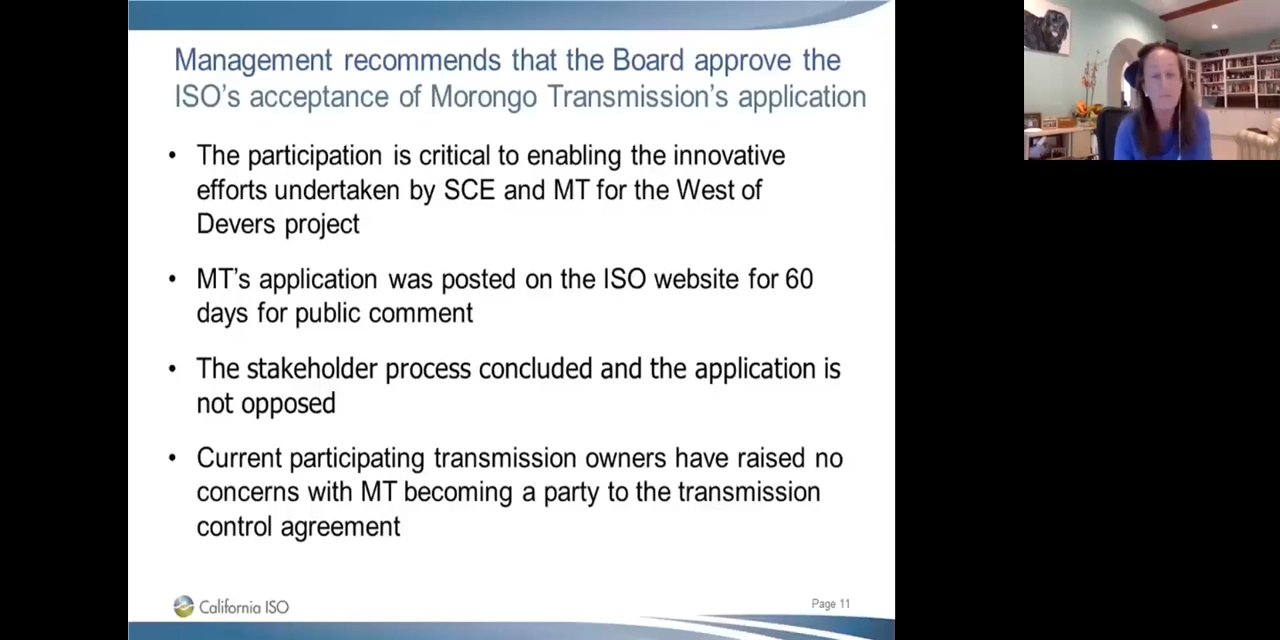 Management recommends that the Board approve the
ISO's acceptance of Morongo Transmission's application
• The participation is critical to enabling the innovative
efforts undertaken by SCE and MT for the West of
Devers project
• MT's application was posted on the ISO website for 60
days for public comment
• The stakeholder process concluded and the application is
not opposed
• Current participating transmission owners have raised no
concerns with MT becoming a party to the transmission
control agreement
California ISO
Page 11